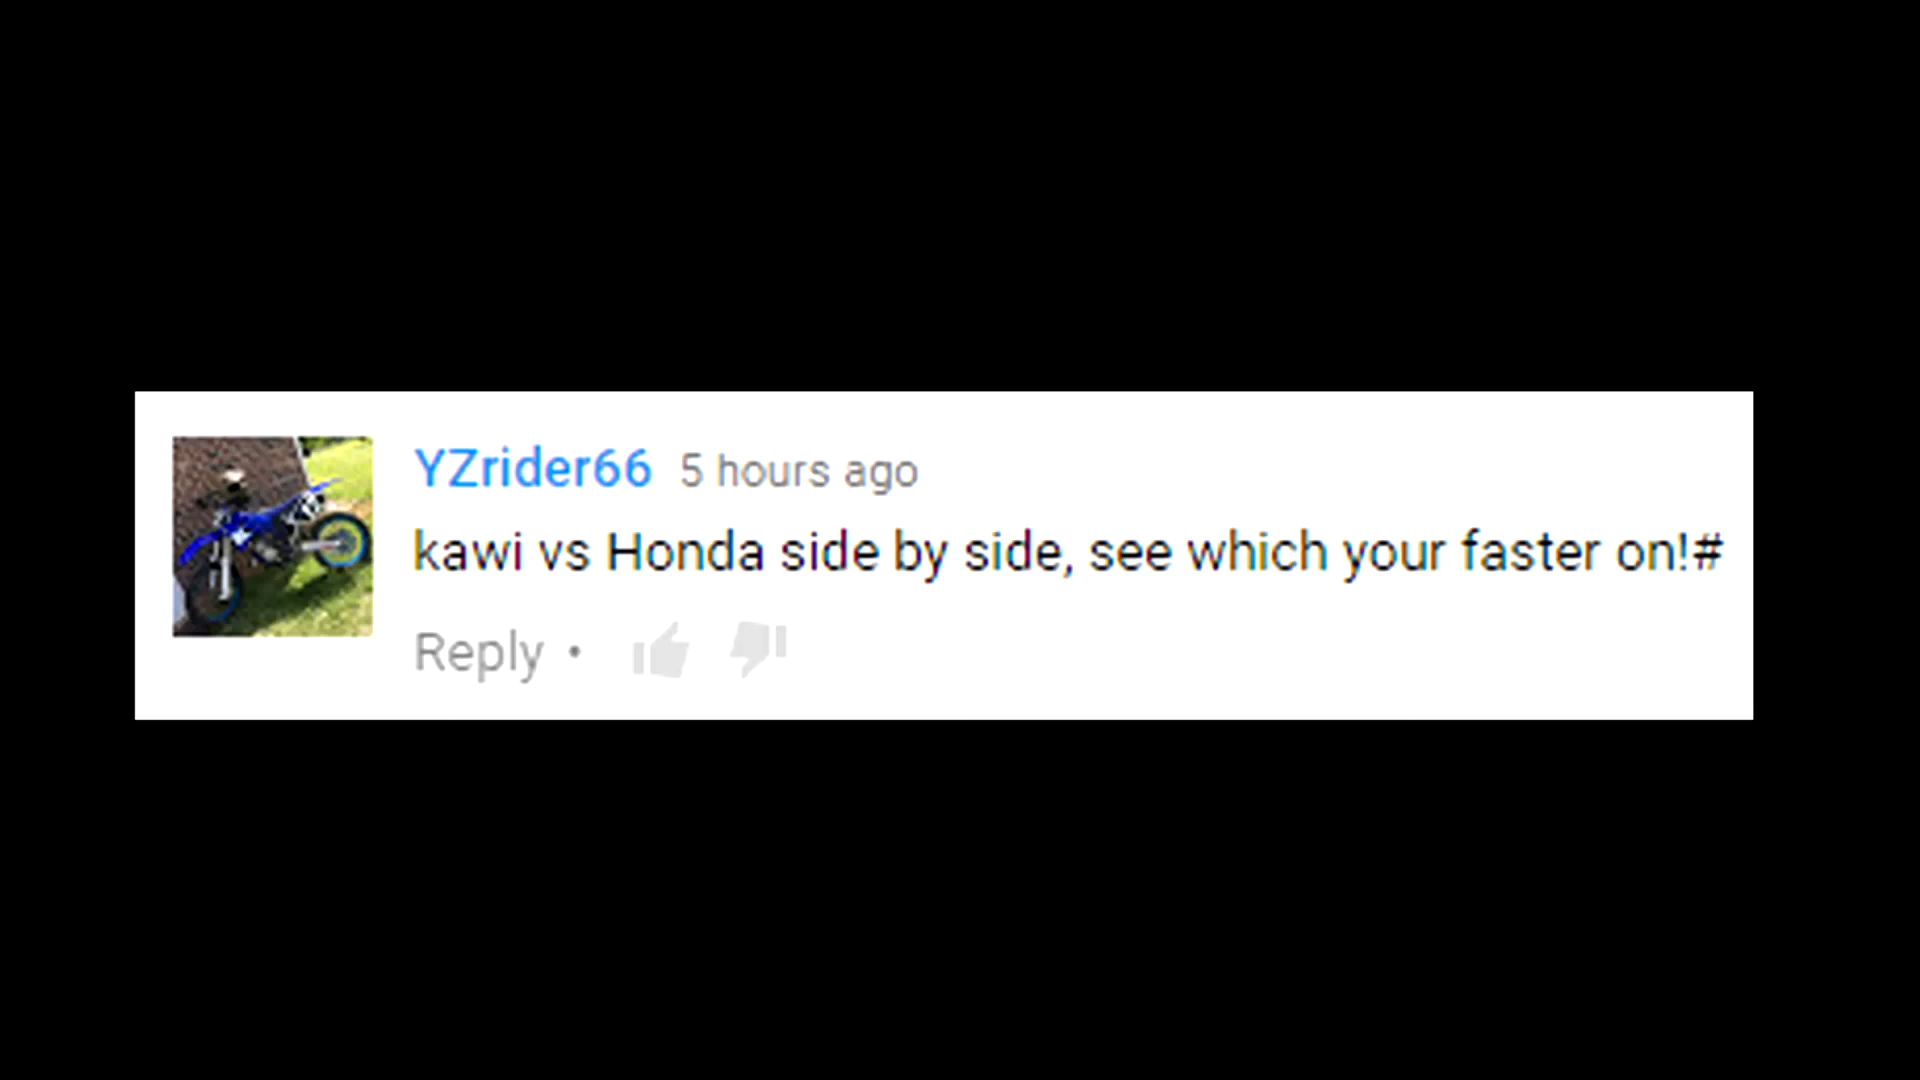 YZrider66 5 hours ago
kawi vs Honda side by side, see which your faster on!#
Reply •